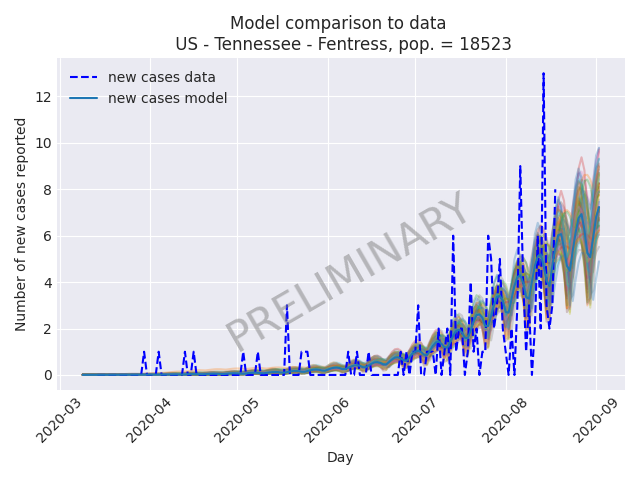 Model comparison to data
US - Tennessee - Fentress, pop. = 18523
new cases data
new cases model
Number of new cases reported
12
10
8
6
4
2
0
PRELIMINARY
2020-03
2020-04
2020-05
2020-06
2020-07
2020-08
2020-09
Day